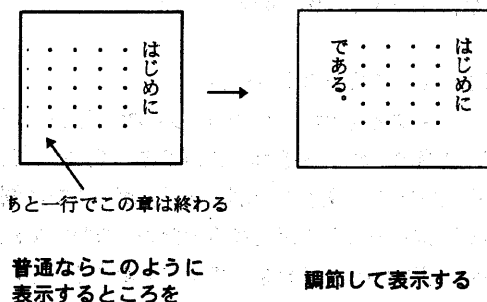 はじめに
はじめに
である。
あと一行でこの章は終わる
普通ならこのように
表示するところを
調節して表示する